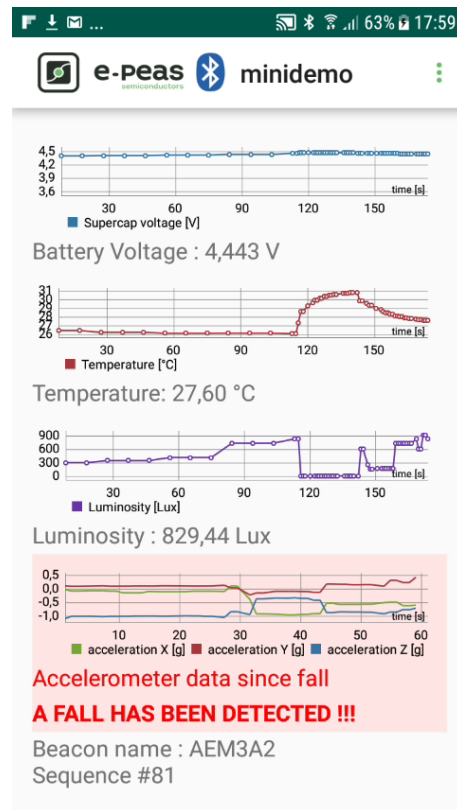 ... 63% 17:59
e-peas semiconductors minidemo
4,5
4,2
3,9
3,6
time [s]
30 60 90 120 150
Supercap voltage [V]
Battery Voltage : 4,443 V
31
30
29
28
27
26
time [s]
30 60 90 120 150
Temperature [°C]
Temperature: 27,60 °C
900
600
300
0
time [s]
30 60 90 120 150
Luminosity [Lux]
Luminosity : 829,44 Lux
0,5
0,0
-0,5
-1,0
time [s]
10 20 30 40 50 60
acceleration X [g] acceleration Y [g] acceleration Z [g]
Accelerometer data since fall
A FALL HAS BEEN DETECTED !!!
Beacon name : AEM3A2
Sequence #81